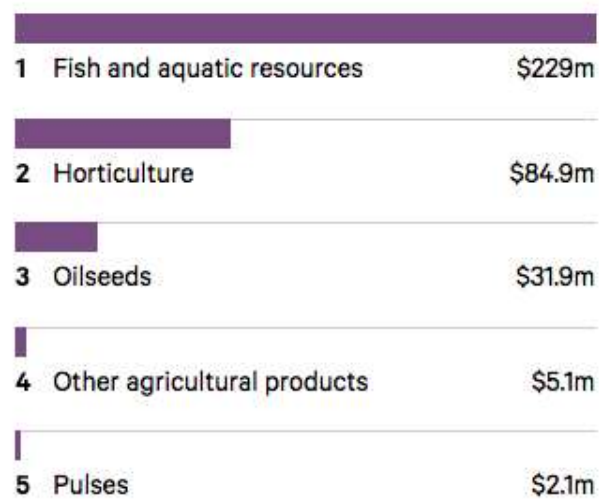 1 Fish and aquatic resources $229m
2 Horticulture $84.9m
3 Oilseeds $31.9m
4 Other agricultural products $5.1m
5 Pulses $2.1m